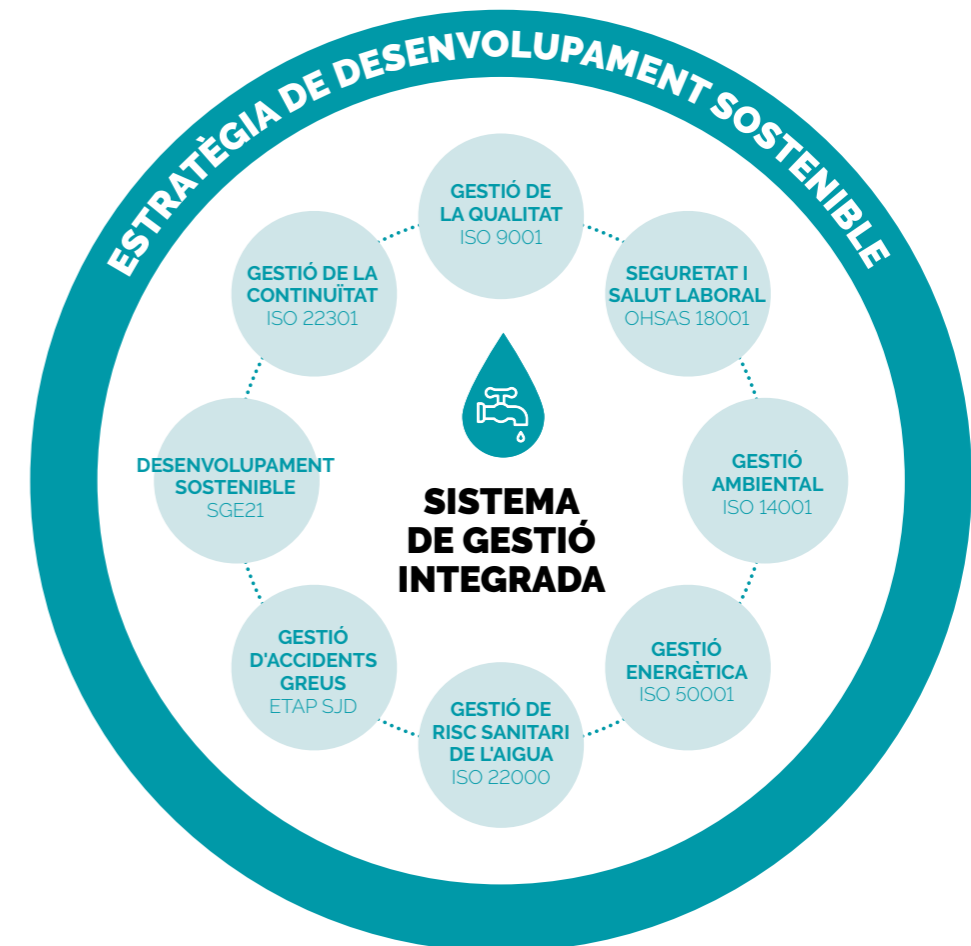 ESTRATÈGIA DE DESENVOLUPAMENT SOSTENIBLE
GESTIÓ DE
LA QUALITAT
ISO 9001
SEGURETAT I
SALUT LABORAL
OHSAS 18001
GESTIÓ
AMBIENTAL
ISO 14001
GESTIÓ
ENERGÈTICA
ISO 50001
GESTIÓ DE
RISC SANITARI
DE L'AIGUA
ISO 22000
GESTIÓ
D'ACCIDENTS
GREUS
ETAP SJD
DESENVOLUPAMENT
SOSTENIBLE
SGE21
GESTIÓ DE LA
CONTINUÏTAT
ISO 22301
SISTEMA
DE GESTIÓ
INTEGRADA